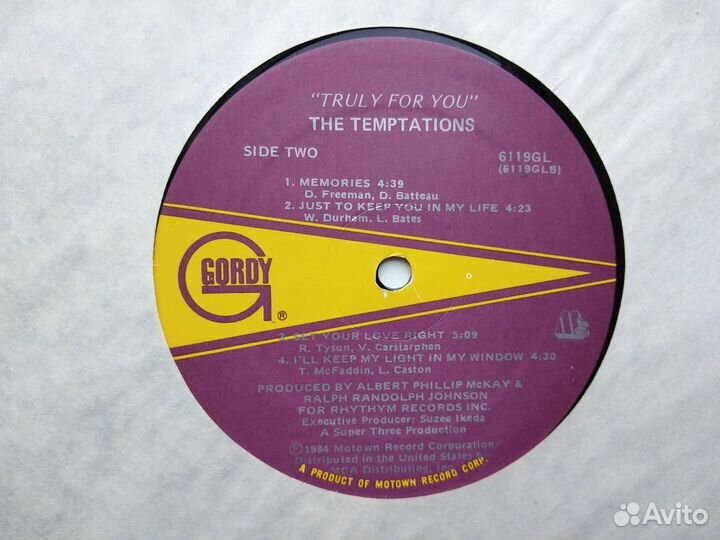 "TRULY FOR YOU"
THE TEMPTATIONS
SIDE TWO
6119GL
(6119GLB)
1. MEMORIES 4:39
D. Freeman, D. Batteau
2. JUST TO KEEP YOU IN MY LIFE 4:23
W. Durham, L. Bates
GORDY
®
3. SET YOUR LOVE RIGHT 5:09
R. Tyson, V. Carstarphen
4. I'LL KEEP MY LIGHT IN MY WINDOW 4:30
T. McFaddin, L. Caston
PRODUCED BY ALBERT PHILLIP McKAY &
RALPH RANDOLPH JOHNSON
FOR RHYTHYM RECORDS INC.
Executive Producer: Suzee Ikeda
A Super Three Production
℗1984 Motown Record Corporation/
Distributed in the United States
MCA Distributing, Inc.
A PRODUCT OF MOTOWN RECORD CORP.
Avito